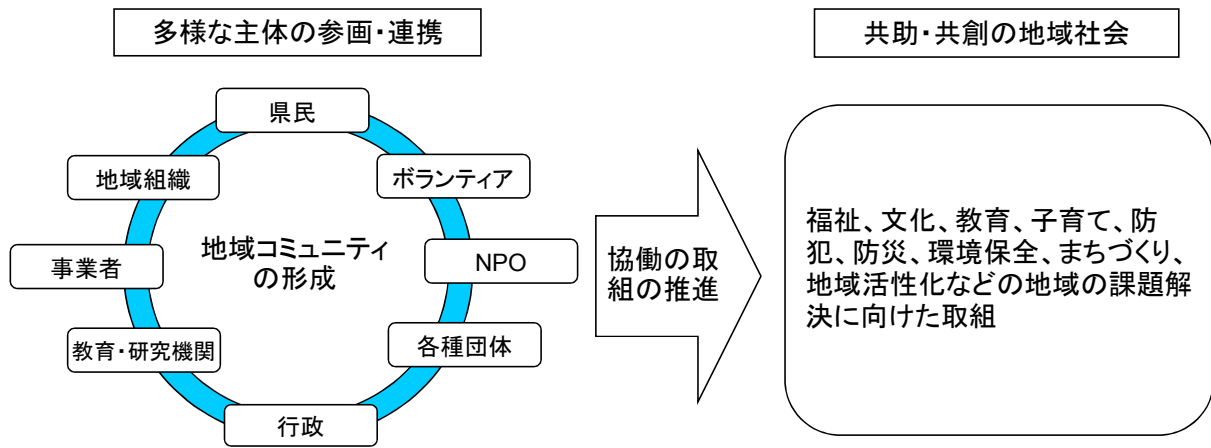 多様な主体の参画・連携
共助・共創の地域社会
県民
地域組織
ボランティア
地域コミュニティ
の形成
事業者
NPO
教育・研究機関
各種団体
行政
協働の取
組の推進
福祉、文化、教育、子育て、防
犯、防災、環境保全、まちづくり、
地域活性化などの地域の課題解
決に向けた取組